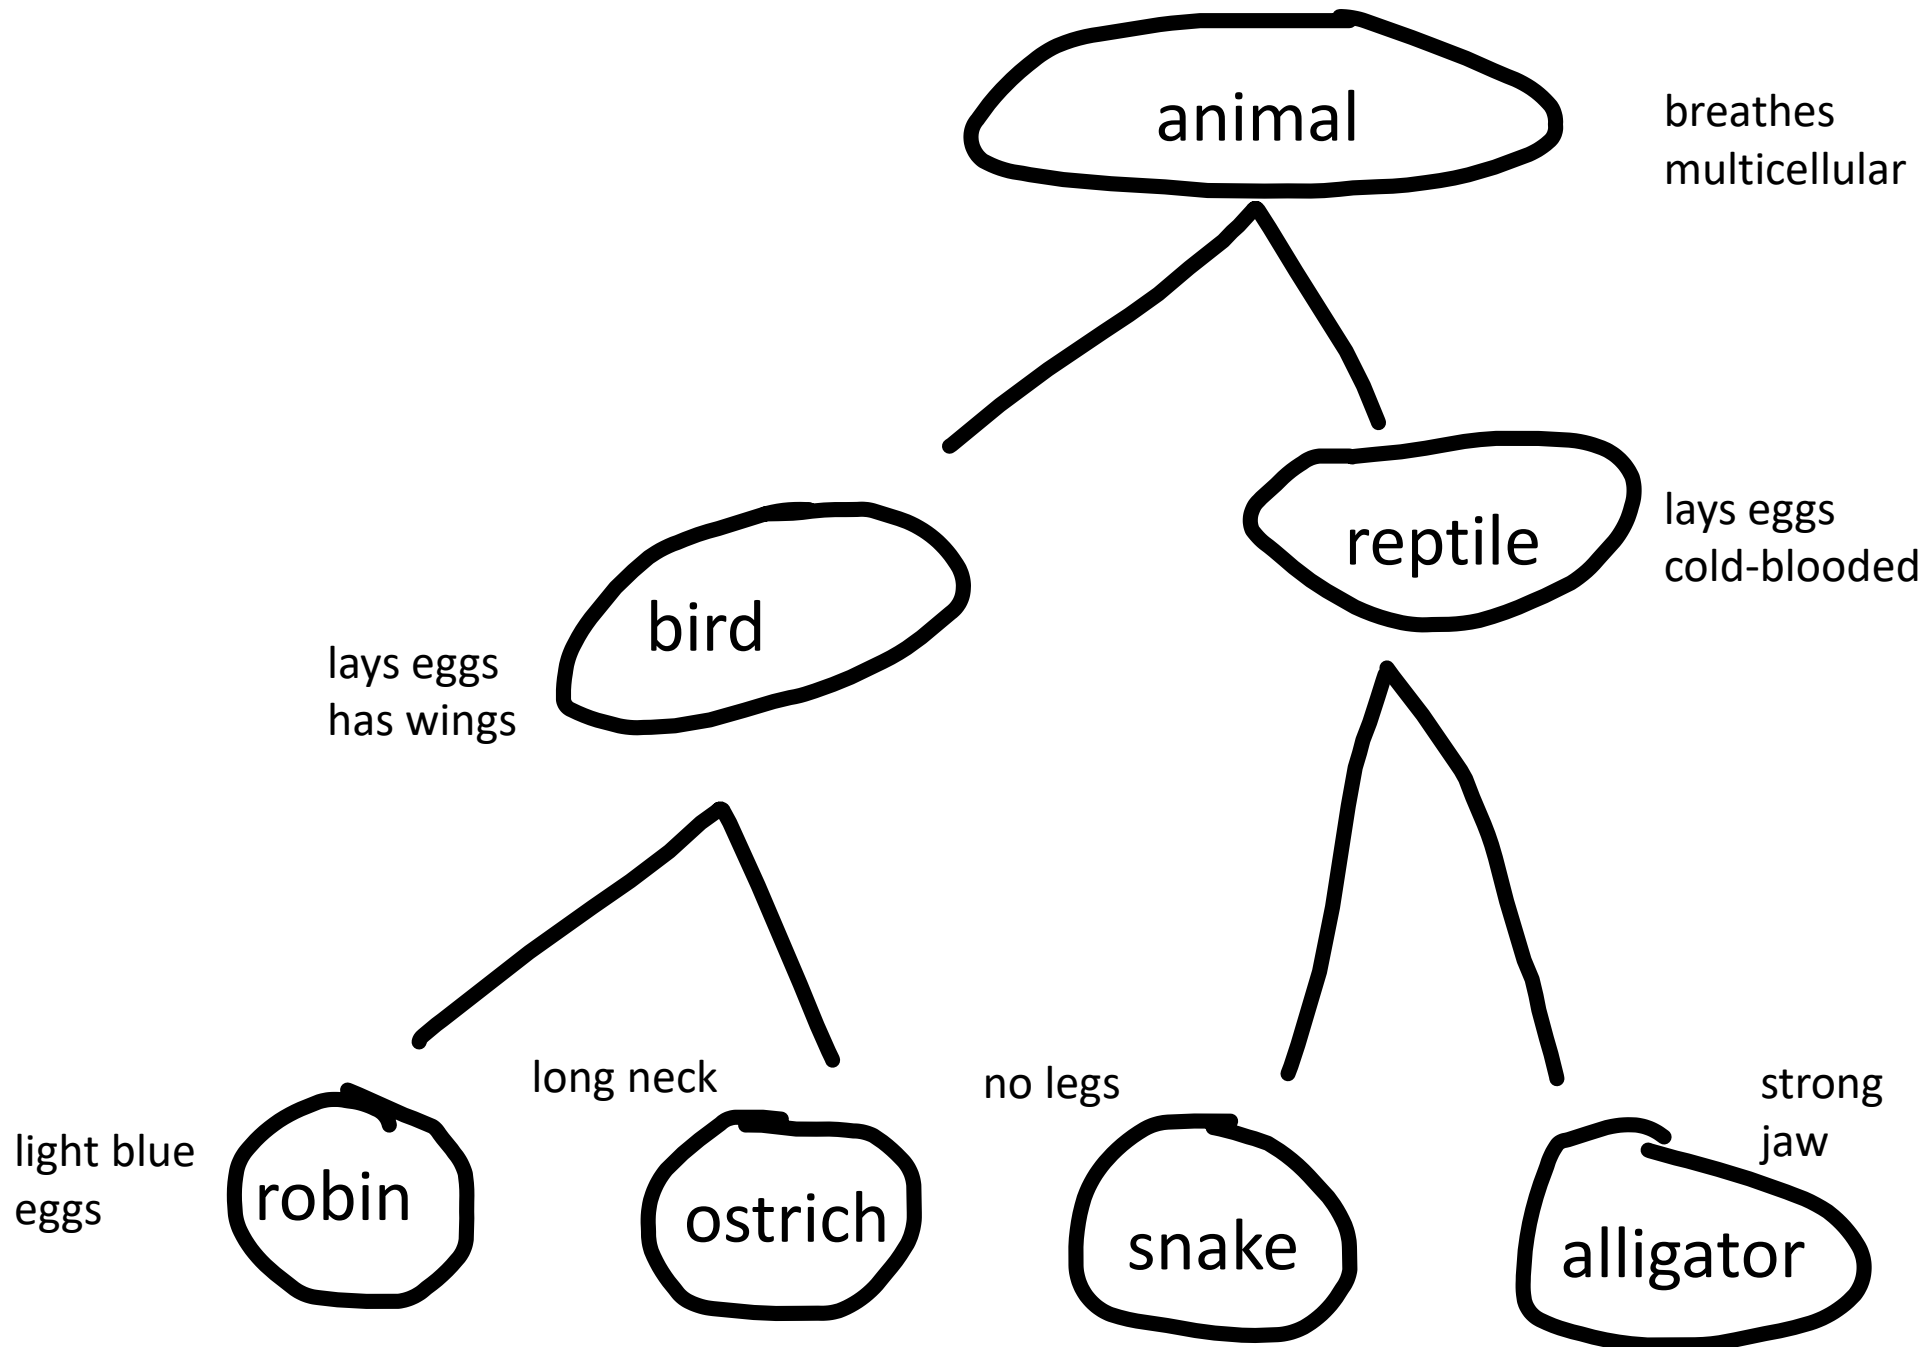 animal
breathes
multicellular
reptile
lays eggs
cold-blooded
bird
lays eggs
has wings
long neck
no legs
strong
jaw
light blue
eggs
robin
ostrich
snake
alligator